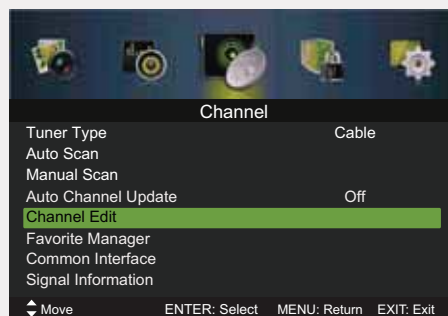 Channel
Tuner Type Cable
Auto Scan
Manual Scan
Auto Channel Update Off
Channel Edit
Favorite Manager
Common Interface
Signal Information
Move ENTER: Select MENU: Return EXIT: Exit